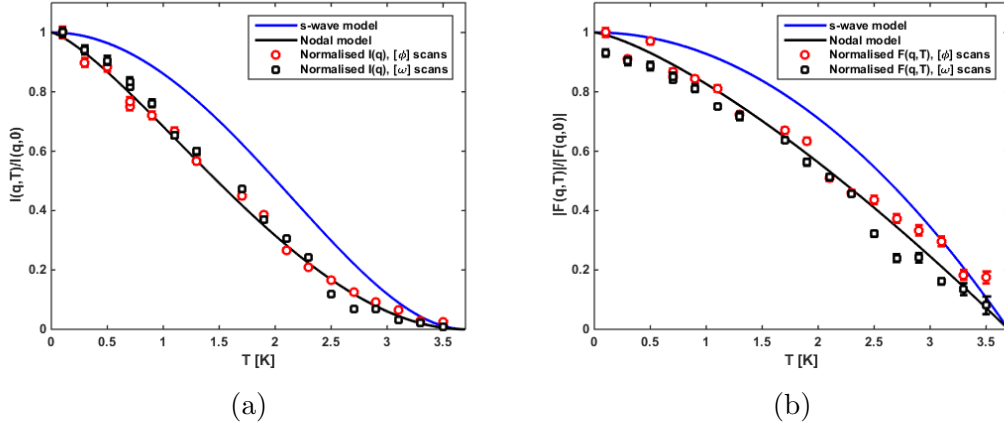 s-wave model
Nodal model
Normalised I(q), [ϕ] scans
Normalised I(q), [ω] scans
I(q,T)/I(q,0)
1
0.8
0.6
0.4
0.2
0
0 0.5 1 1.5 2 2.5 3 3.5
T [K]
(a)
s-wave model
Nodal model
Normalised F(q,T), [ϕ] scans
Normalised F(q,T), [ω] scans
|F(q,T)|/|F(q,0)|
1
0.8
0.6
0.4
0.2
0
0 0.5 1 1.5 2 2.5 3 3.5
T [K]
(b)